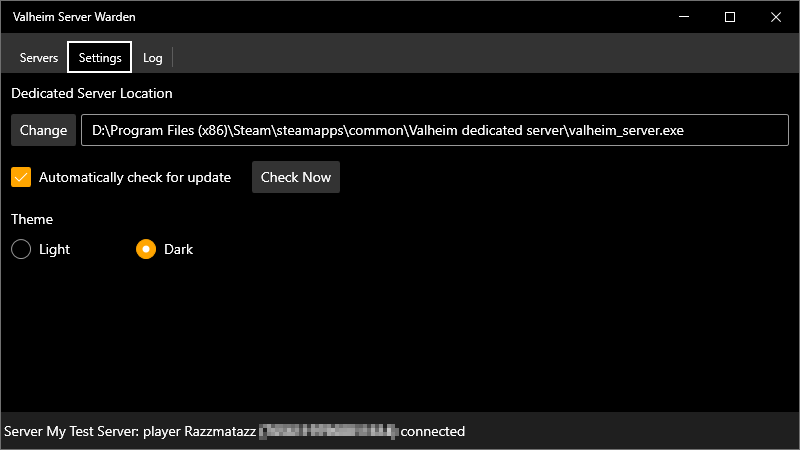 Valheim Server Warden
Servers Settings Log
Dedicated Server Location
Change D:\Program Files (x86)\Steam\steamapps\common\Valheim dedicated server\valheim_server.exe
Automatically check for update Check Now
Theme
Light Dark
Server My Test Server: player Razzmatazz connected